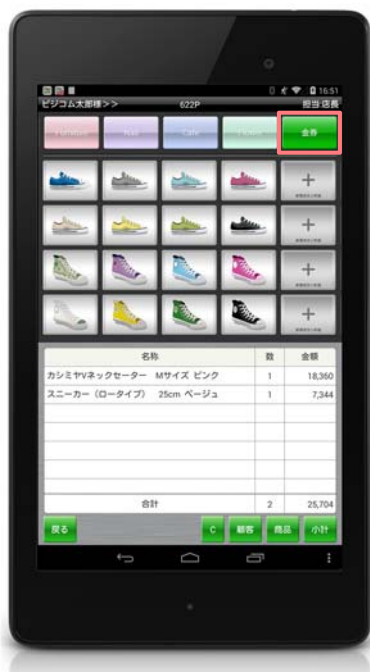 16:51
ビジコム太郎様>> 622P 担当:店長
Cafe 金券
名称 数 金額
カシミヤVネックセーター Mサイズ ピンク 1 18,360
スニーカー(ロータイプ) 25cm ベージュ 1 7,344
合計 2 25,704
戻る C 顧客 商品 小計